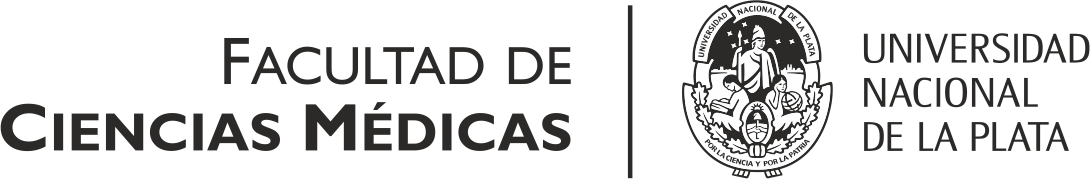 FACULTAD DE
CIENCIAS MÉDICAS
UNIVERSIDAD NACIONAL DE LA PLATA
POR LA CIENCIA Y POR LA PATRIA
UNIVERSIDAD
NACIONAL
DE LA PLATA